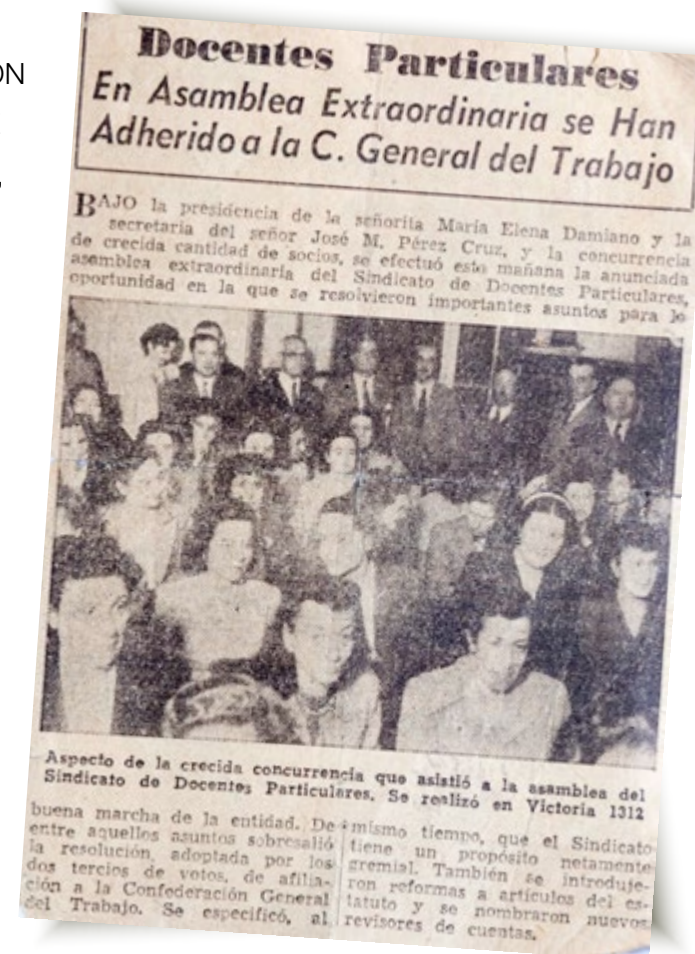 ON
,
Docentes Particulares
En Asamblea Extraordinaria se Han
Adherido a la C. General del Trabajo
BAJO la presidencia de la señorita María Elena Damiano y la
secretaria del señor José M. Pérez Cruz, y la concurrencia
de crecida cantidad de socios, se efectuó esta mañana la anunciada
asamblea extraordinaria del Sindicato de Docentes Particulares,
oportunidad en la que se resolvieron importantes asuntos para la
Aspecto de la crecida concurrencia que asistió a la asamblea del
Sindicato de Docentes Particulares. Se realizó en Victoria 1312
buena marcha de la entidad. De
entre aquellos asuntos sobresalió
la resolución, adoptada por los
dos tercios de votos, de afilia-
ción a la Confederación General
del Trabajo. Se especificó, al
mismo tiempo, que el Sindicato
tiene un propósito netamente
gremial. También se introduje-
ron reformas a artículos del es-
tatuto y se nombraron nuevos
revisores de cuentas.